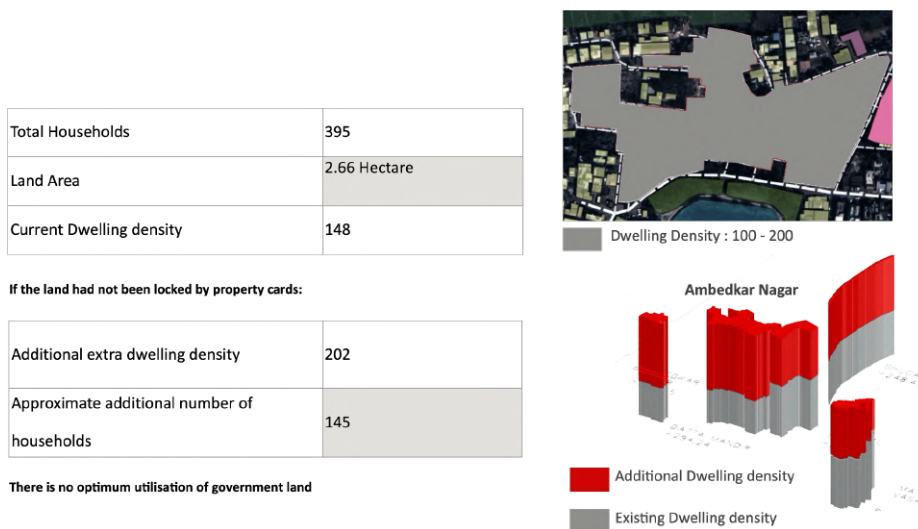 Total Households 395
Land Area 2.66 Hectare
Current Dwelling density 148
If the land had not been locked by property cards:
Additional extra dwelling density 202
Approximate additional number of
households 145
There is no optimum utilisation of government land
Dwelling Density : 100 - 200
Ambedkar Nagar
Additional Dwelling density
Existing Dwelling density